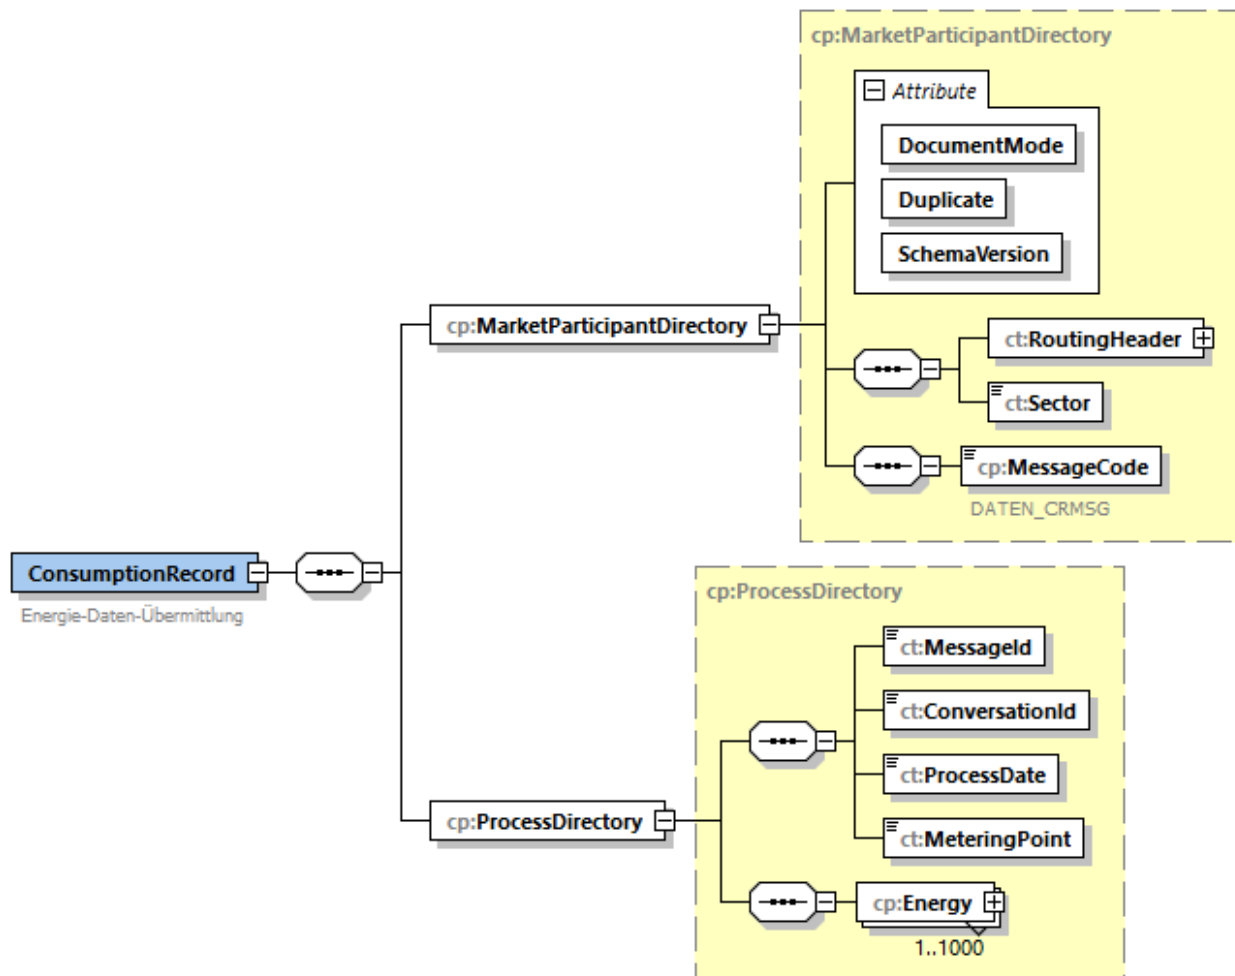 cp:MarketParticipantDirectory
Attribute
DocumentMode
Duplicate
SchemaVersion
cp:MarketParticipantDirectory
ct:RoutingHeader
ct:Sector
cp:MessageCode
DATEN_CRMSG
ConsumptionRecord
Energie-Daten-Übermittlung
cp:ProcessDirectory
ct:MessageId
ct:ConversationId
ct:ProcessDate
cp:ProcessDirectory
ct:MeteringPoint
cp:Energy
1..1000